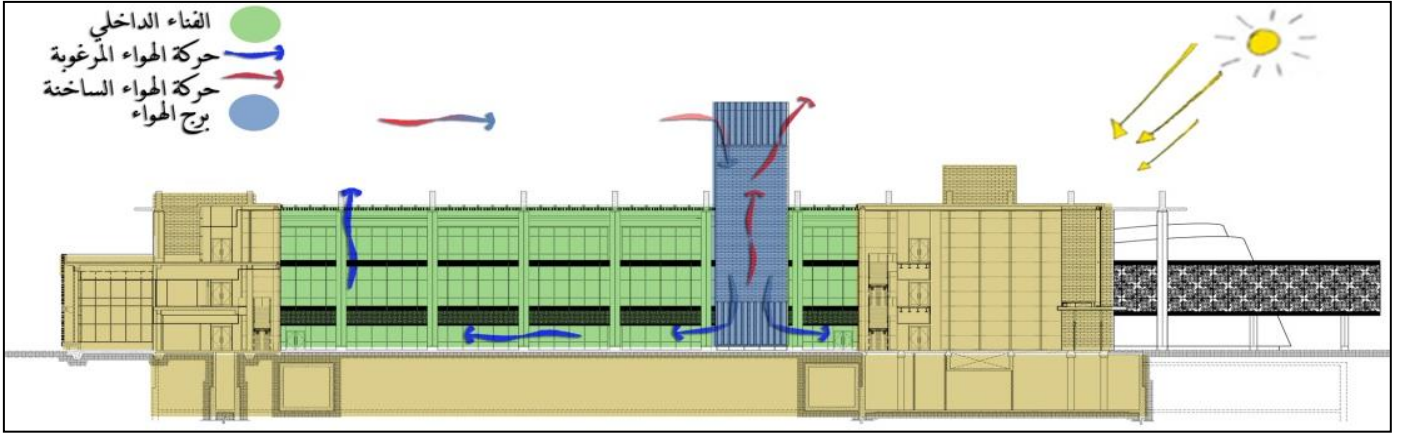 الفناء الداخلي
حركة الهواء المرغوبة
حركة الهواء الساخنة
برج الهواء